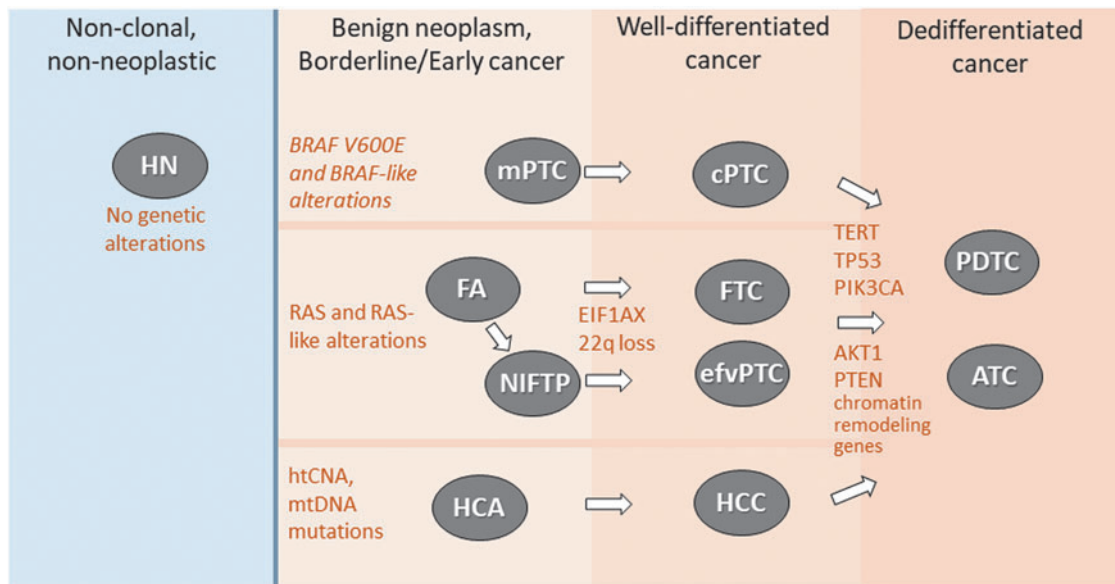 Non-clonal,
non-neoplastic
Benign neoplasm,
Borderline/Early cancer
Well-differentiated
cancer
Dedifferentiated
cancer
HN
No genetic
alterations
BRAF V600E
and BRAF-like
alterations
mPTC
cPTC
RAS and RAS-
like alterations
FA
NIFTP
EIF1AX
22q loss
FTC
efvPTC
htCNA,
mtDNA
mutations
HCA
HCC
TERT
TP53
PIK3CA
AKT1
PTEN
chromatin
remodeling
genes
PDTC
ATC